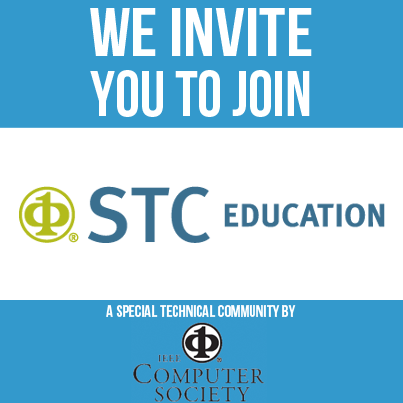 WE INVITE
YOU TO JOIN
® STC EDUCATION
A SPECIAL TECHNICAL COMMUNITY BY
IEEE ®
COMPUTER
SOCIETY